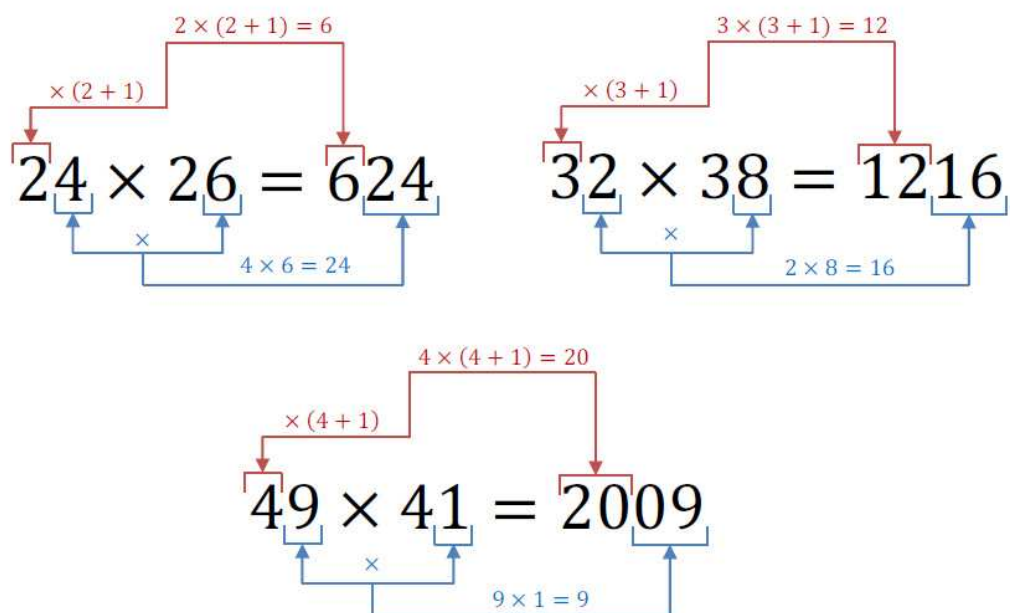 2 × (2 + 1) = 6
× (2 + 1)
24 × 26 = 624
×
4 × 6 = 24
3 × (3 + 1) = 12
× (3 + 1)
32 × 38 = 1216
×
2 × 8 = 16
4 × (4 + 1) = 20
× (4 + 1)
49 × 41 = 2009
×
9 × 1 = 9